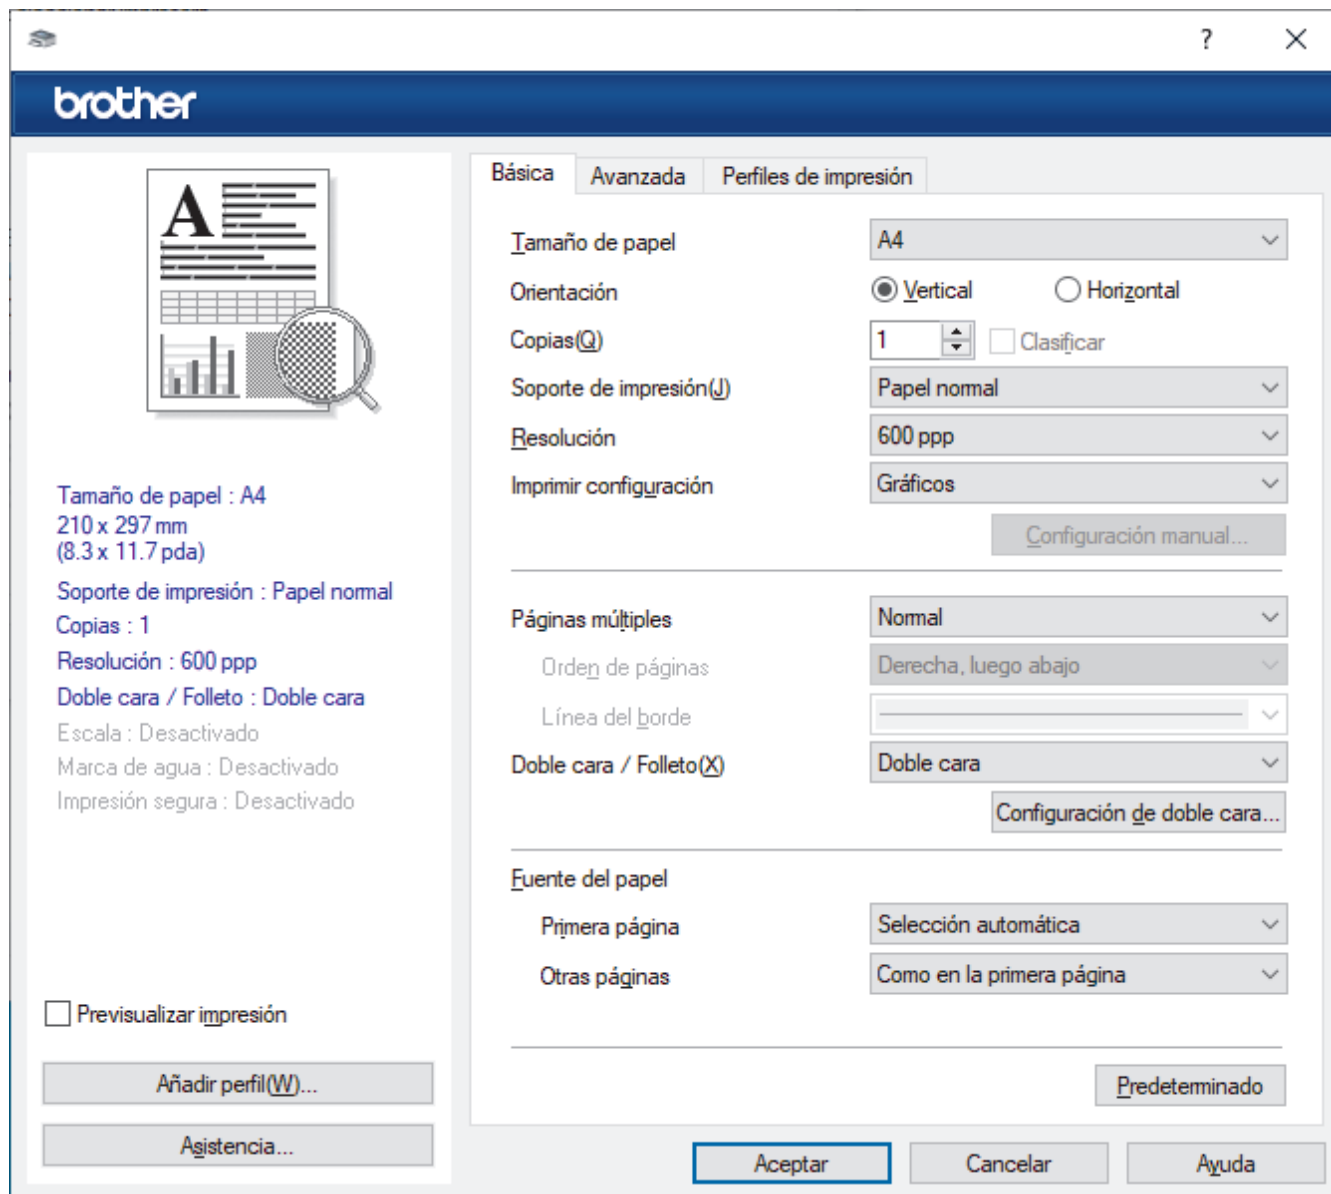 ?
brother
A
Básica
Avanzada
Perfiles de impresión
Tamaño de papel
A4
Orientación
Vertical
Horizontal
Copias(Q)
1
Clasificar
Soporte de impresión(J)
Papel normal
Resolución
600 ppp
Imprimir configuración
Gráficos
Configuración manual...
Páginas múltiples
Normal
Orden de páginas
Derecha, luego abajo
Línea del borde
Doble cara / Folleto(X)
Doble cara
Configuración de doble cara...
Fuente del papel
Primera página
Selección automática
Otras páginas
Como en la primera página
Predeterminado
Tamaño de papel : A4
210 x 297 mm
(8.3 x 11.7 pda)
Soporte de impresión : Papel normal
Copias : 1
Resolución : 600 ppp
Doble cara / Folleto : Doble cara
Escala : Desactivado
Marca de agua : Desactivado
Impresión segura : Desactivado
Previsualizar impresión
Añadir perfil(W)...
Asistencia...
Aceptar
Cancelar
Ayuda